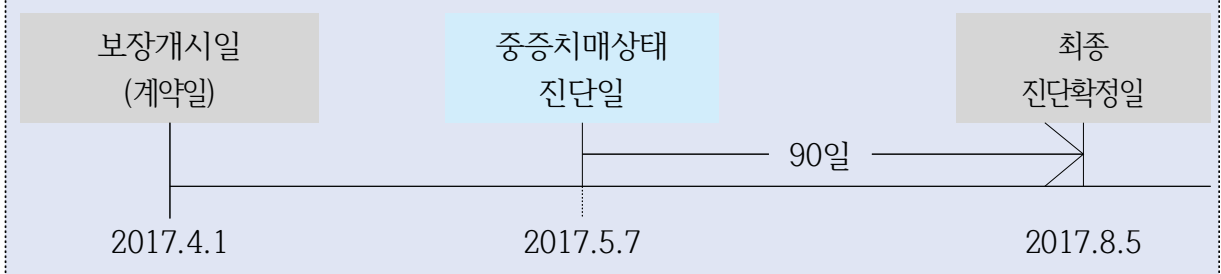 보장개시일
(계약일)
중증치매상태
진단일
최종
진단확정일
90일
2017.4.1
2017.5.7
2017.8.5